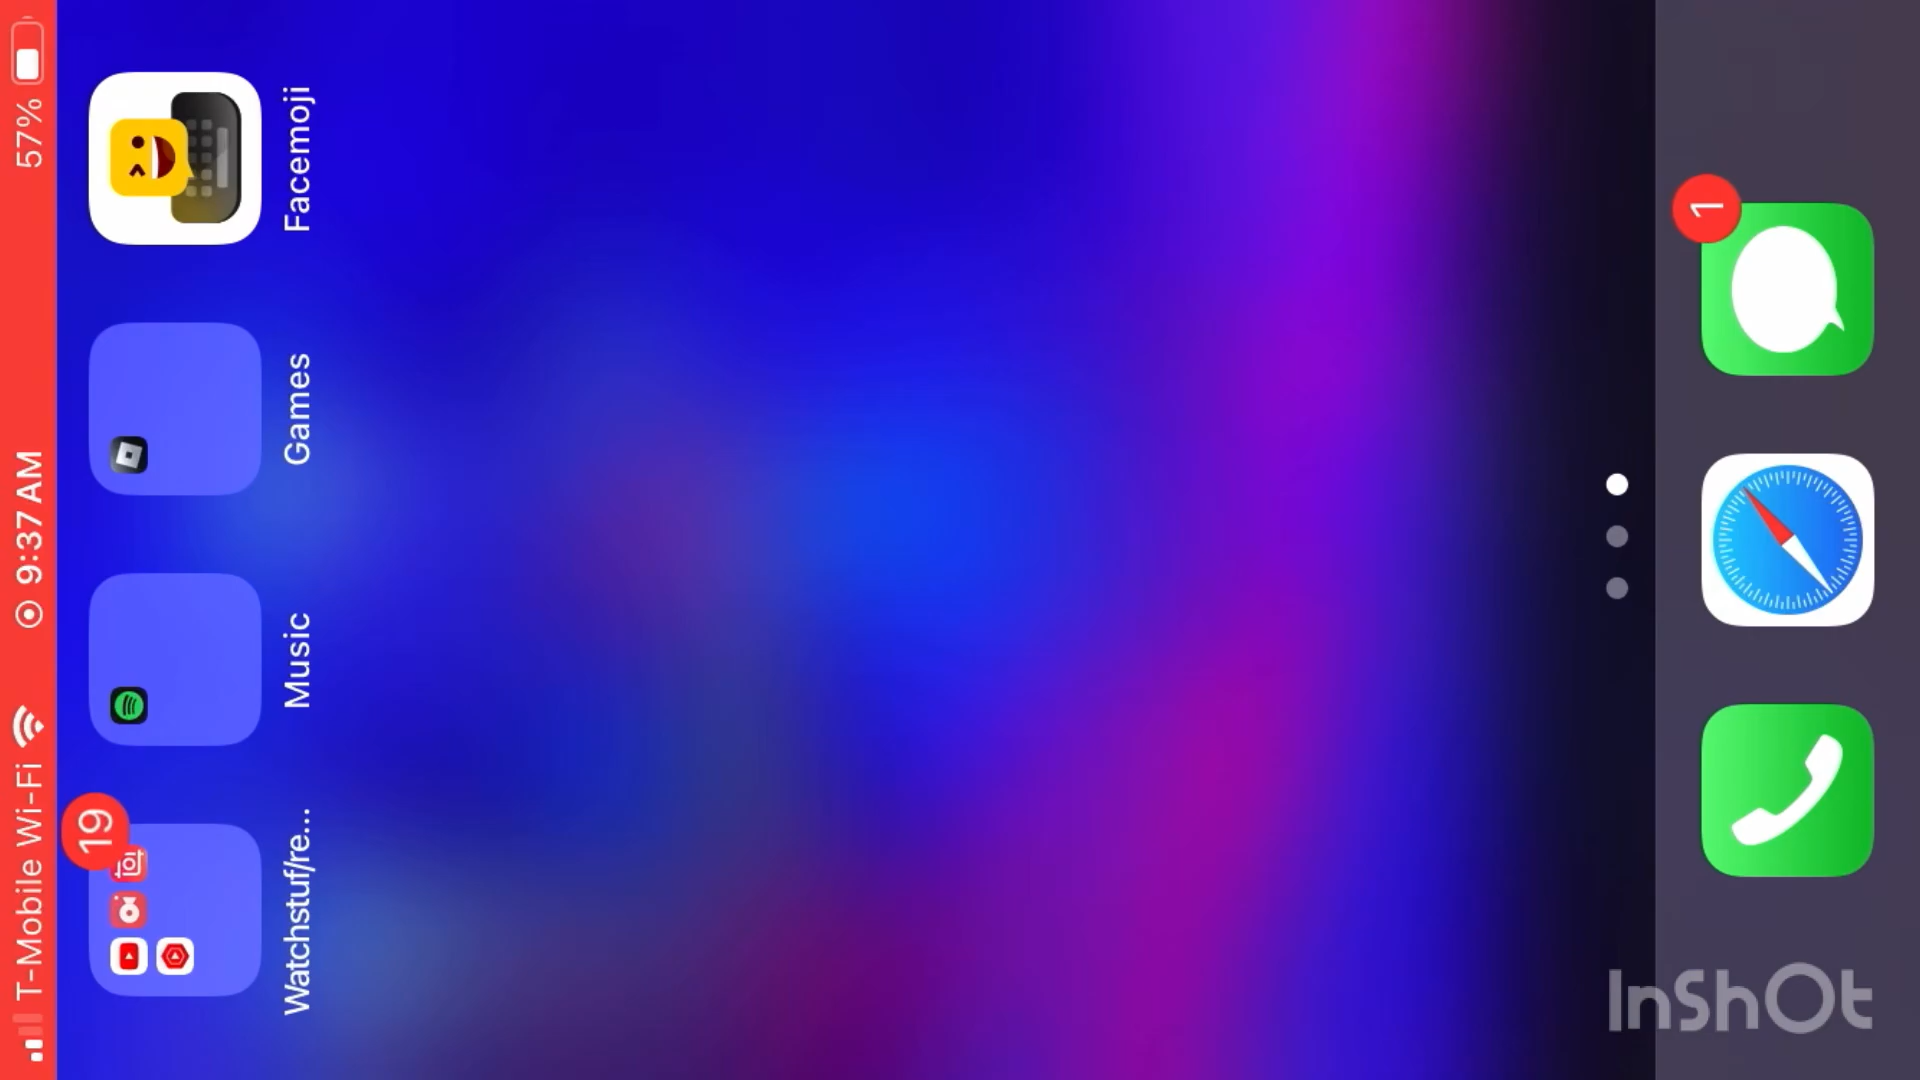 T-Mobile Wi-Fi 9:37 AM 57%
19
Watchstuf/re...
Music
Games
Facemoji
1
InShOt